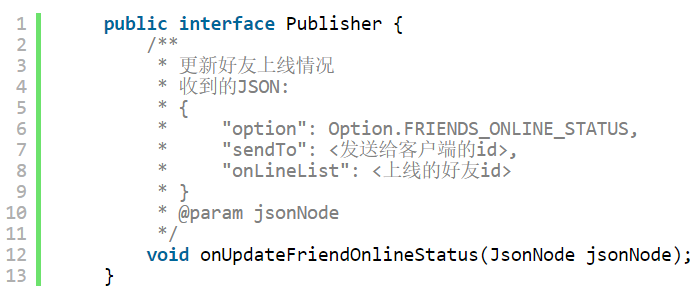 1 public interface Publisher {
2 /**
3 * 更新好友上线情况
4 * 收到的JSON:
5 * {
6 *     "option": Option.FRIENDS_ONLINE_STATUS,
7 *     "sendTo": <发送给客户端的id>,
8 *     "onLineList": <上线的好友id>
9 * }
10 * @param jsonNode
11 */
12 void onUpdateFriendOnlineStatus(JsonNode jsonNode);
13 }